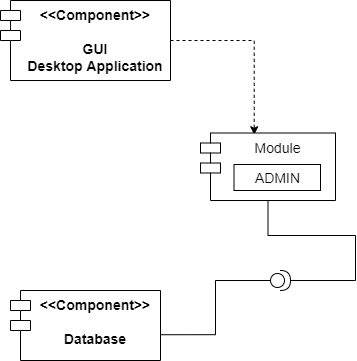 <<Component>>
GUI
Desktop Application
Module
ADMIN
<<Component>>
Database